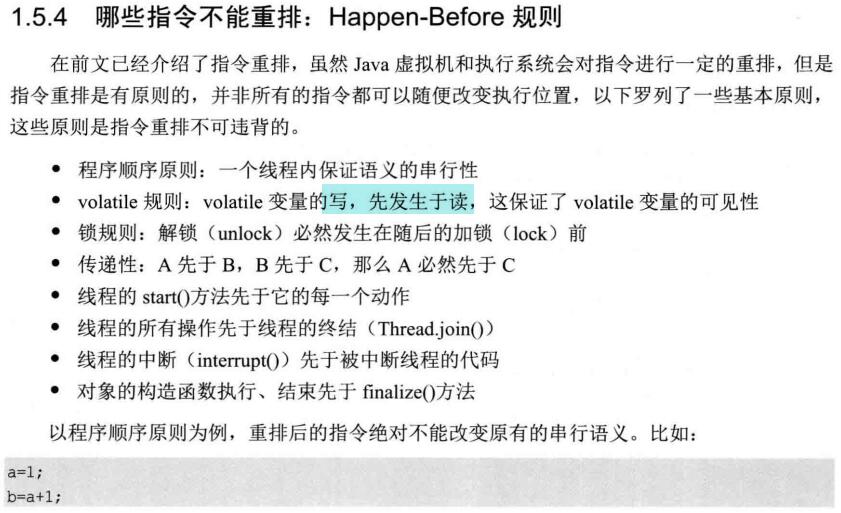 1.5.4 哪些指令不能重排：Happen-Before 规则
在前文已经介绍了指令重排，虽然 Java 虚拟机和执行系统会对指令进行一定的重排，但是
指令重排是有原则的，并非所有的指令都可以随便改变执行位置，以下罗列了一些基本原则，
这些原则是指令重排不可违背的。
• 程序顺序原则：一个线程内保证语义的串行性
• volatile 规则：volatile 变量的写，先发生于读，这保证了 volatile 变量的可见性
• 锁规则：解锁（unlock）必然发生在随后的加锁（lock）前
• 传递性：A 先于 B，B 先于 C，那么 A 必然先于 C
• 线程的 start()方法先于它的每一个动作
• 线程的所有操作先于线程的终结（Thread.join()）
• 线程的中断（interrupt()）先于被中断线程的代码
• 对象的构造函数执行、结束先于 finalize()方法
以程序顺序原则为例，重排后的指令绝对不能改变原有的串行语义。比如：
a=1;
b=a+1;